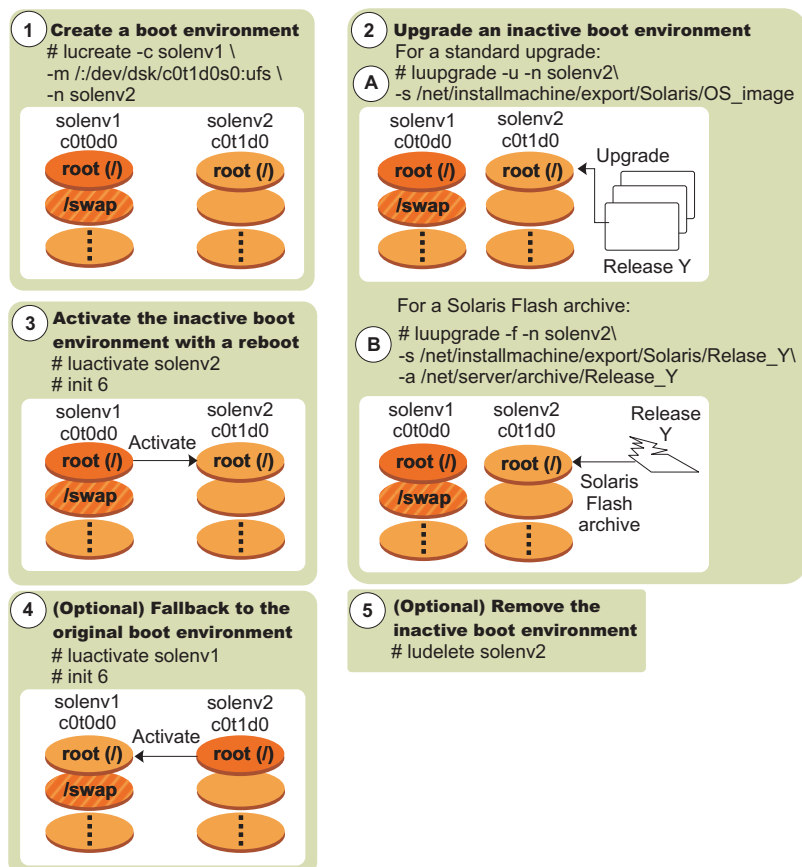 1 Create a boot environment
# lucreate -c solenv1 \
-m /:/dev/dsk/c0t1d0s0:ufs \
-n solenv2
solenv1 solenv2
c0t0d0 c0t1d0
root (/) root (/)
/swap
2 Upgrade an inactive boot environment
For a standard upgrade:
A # luupgrade -u -n solenv2\
-s /net/installmachine/export/Solaris/OS_image
solenv1 solenv2
c0t0d0 c0t1d0
Upgrade
root (/) root (/)
/swap
Release Y
For a Solaris Flash archive:
B # luupgrade -f -n solenv2\
-s /net/installmachine/export/Solaris/Relase_Y\
-a /net/server/archive/Release_Y
solenv1 solenv2
c0t0d0 c0t1d0
Release
Y
root (/) root (/)
/swap
Solaris
Flash
archive
3 Activate the inactive boot
environment with a reboot
# luactivate solenv2
# init 6
solenv1 solenv2
c0t0d0 c0t1d0
Activate
root (/) root (/)
/swap
4 (Optional) Fallback to the
original boot environment
# luactivate solenv1
# init 6
solenv1 solenv2
c0t0d0 c0t1d0
Activate
root (/) root (/)
/swap
5 (Optional) Remove the
inactive boot environment
# ludelete solenv2